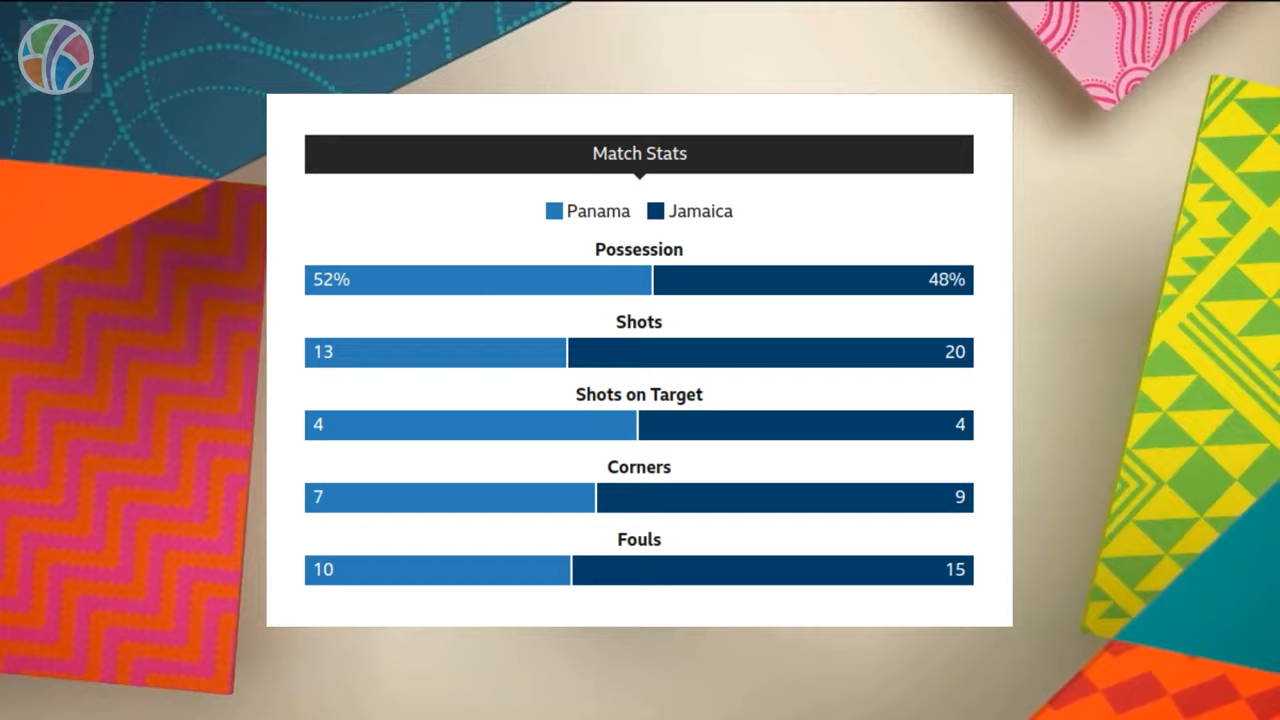 Match Stats
Panama Jamaica
Possession
52% 48%
Shots
13 20
Shots on Target
4 4
Corners
7 9
Fouls
10 15